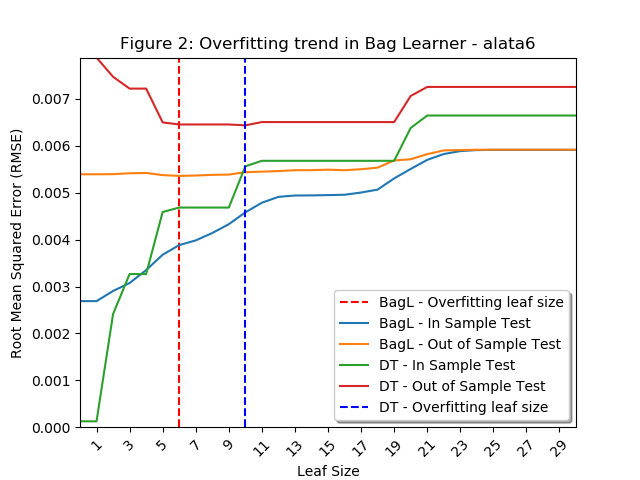 Figure 2: Overfitting trend in Bag Learner - alata6
Root Mean Squared Error (RMSE)
0.007
0.006
0.005
0.004
0.003
0.002
0.001
0.000
BagL - Overfitting leaf size
BagL - In Sample Test
BagL - Out of Sample Test
DT - In Sample Test
DT - Out of Sample Test
DT - Overfitting leaf size
1 3 5 7 9 11 13 15 17 19 21 23 25 27 29
Leaf Size